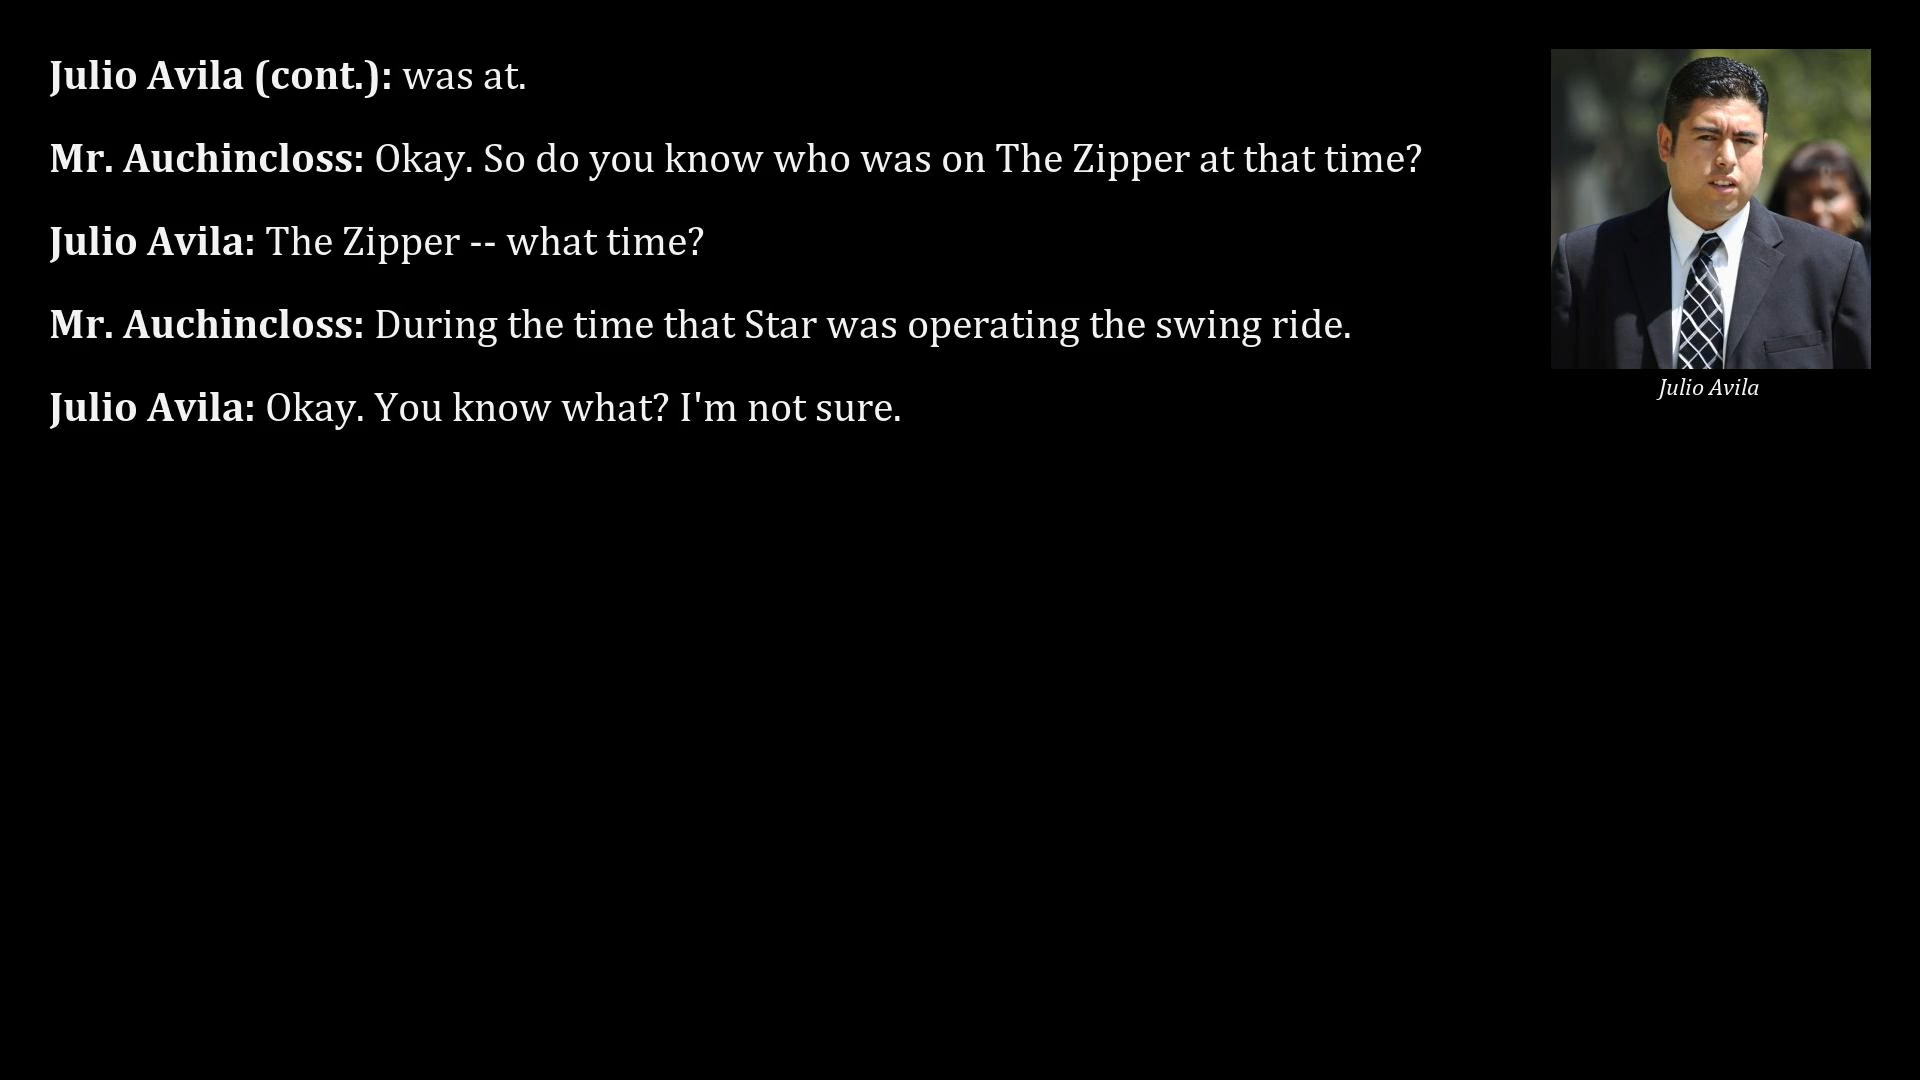 Julio Avila (cont.): was at.
Mr. Auchincloss: Okay. So do you know who was on The Zipper at that time?
Julio Avila: The Zipper -- what time?
Mr. Auchincloss: During the time that Star was operating the swing ride.
Julio Avila: Okay. You know what? I'm not sure.
Julio Avila